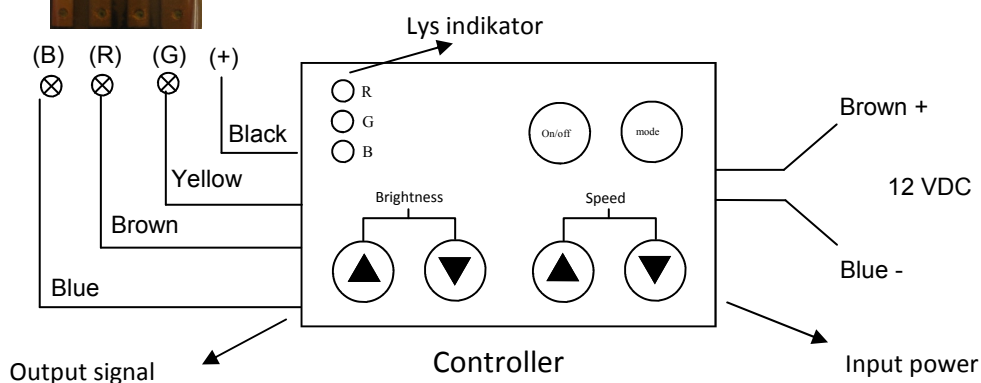 Lys indikator
(B) (R) (G) (+)
R
G
B
On/off
mode
Black
Yellow
Brown
Blue
Brightness
Speed
Brown +
12 VDC
Blue -
Output signal
Controller
Input power